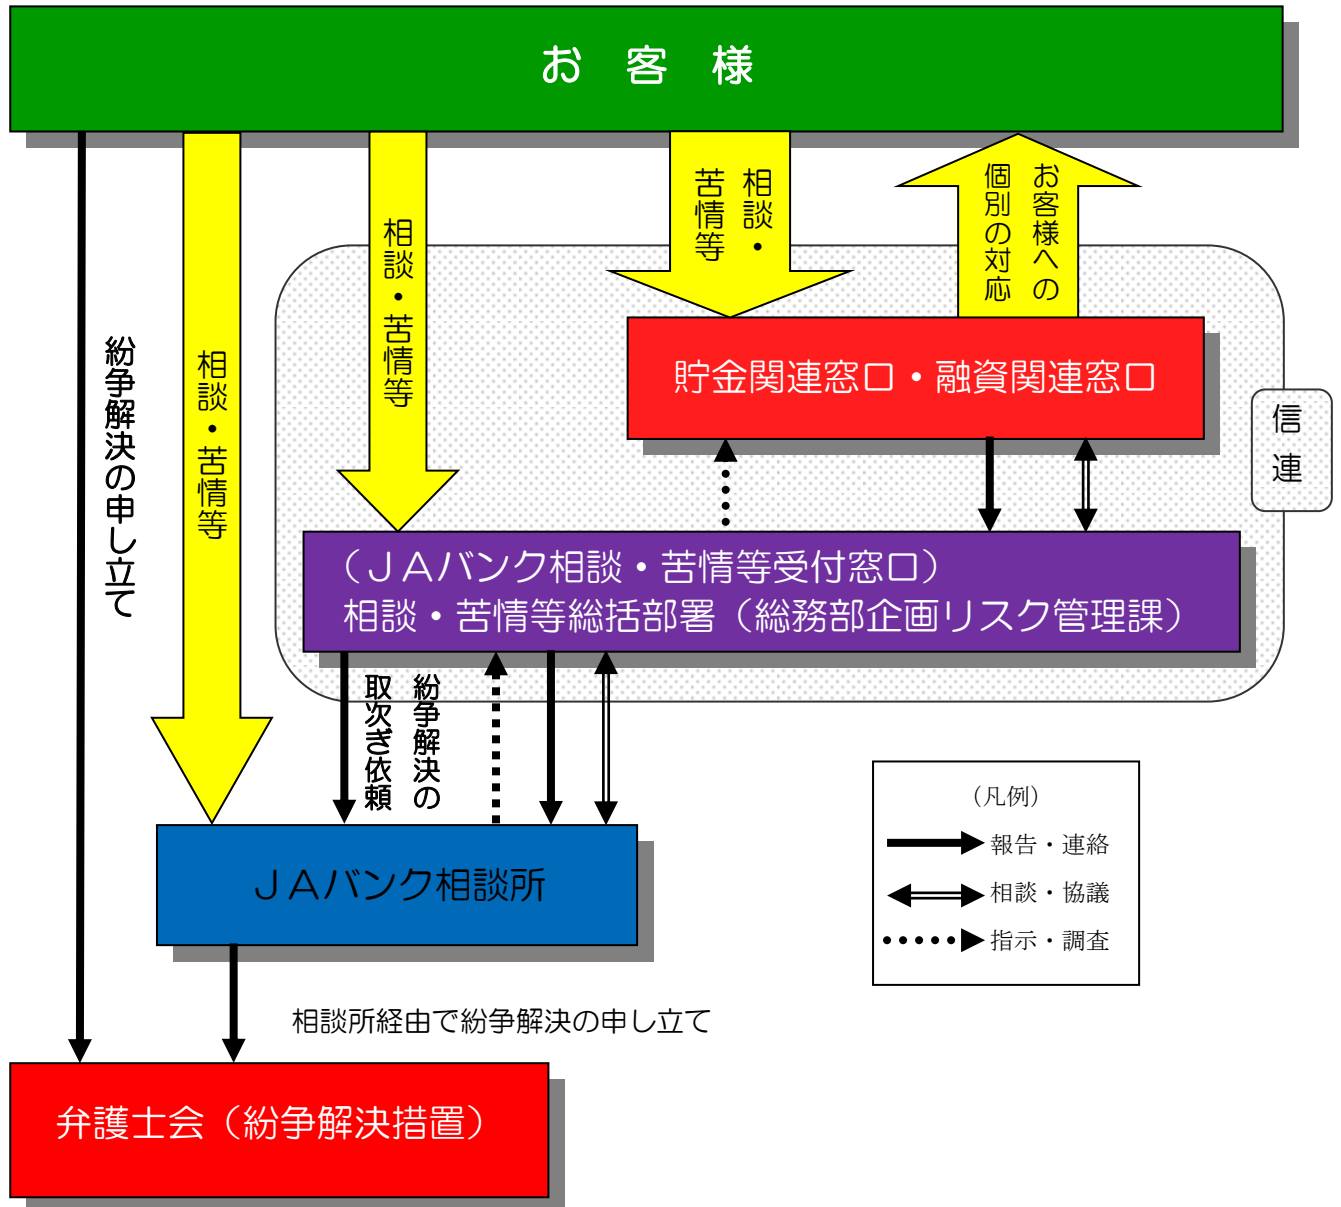 お 客 様
紛争解決の申し立て
相談・苦情等
相談・苦情等
相談・
苦情等
お客様への
個別の対応
貯金関連窓口・融資関連窓口
信
連
（ＪＡバンク相談・苦情等受付窓口）
相談・苦情等総括部署（総務部企画リスク管理課）
紛争解決の
取次ぎ依頼
ＪＡバンク相談所
（凡例）
報告・連絡
相談・協議
指示・調査
相談所経由で紛争解決の申し立て
弁護士会（紛争解決措置）